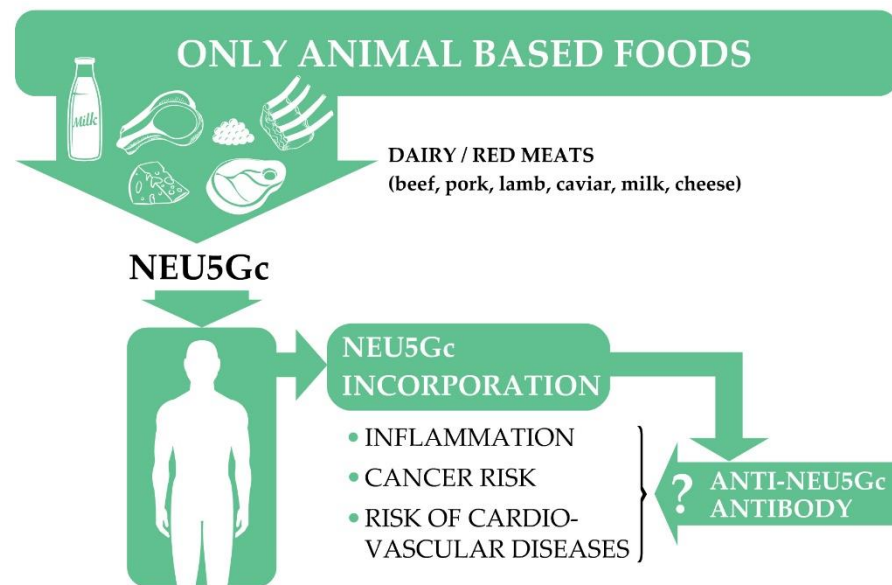 ONLY ANIMAL BASED FOODS
Milk
DAIRY / RED MEATS
(beef, pork, lamb, caviar, milk, cheese)
NEU5Gc
NEU5Gc
INCORPORATION
• INFLAMMATION
• CANCER RISK
• RISK OF CARDIO-
VASCULAR DISEASES
? ANTI-NEU5Gc
ANTIBODY